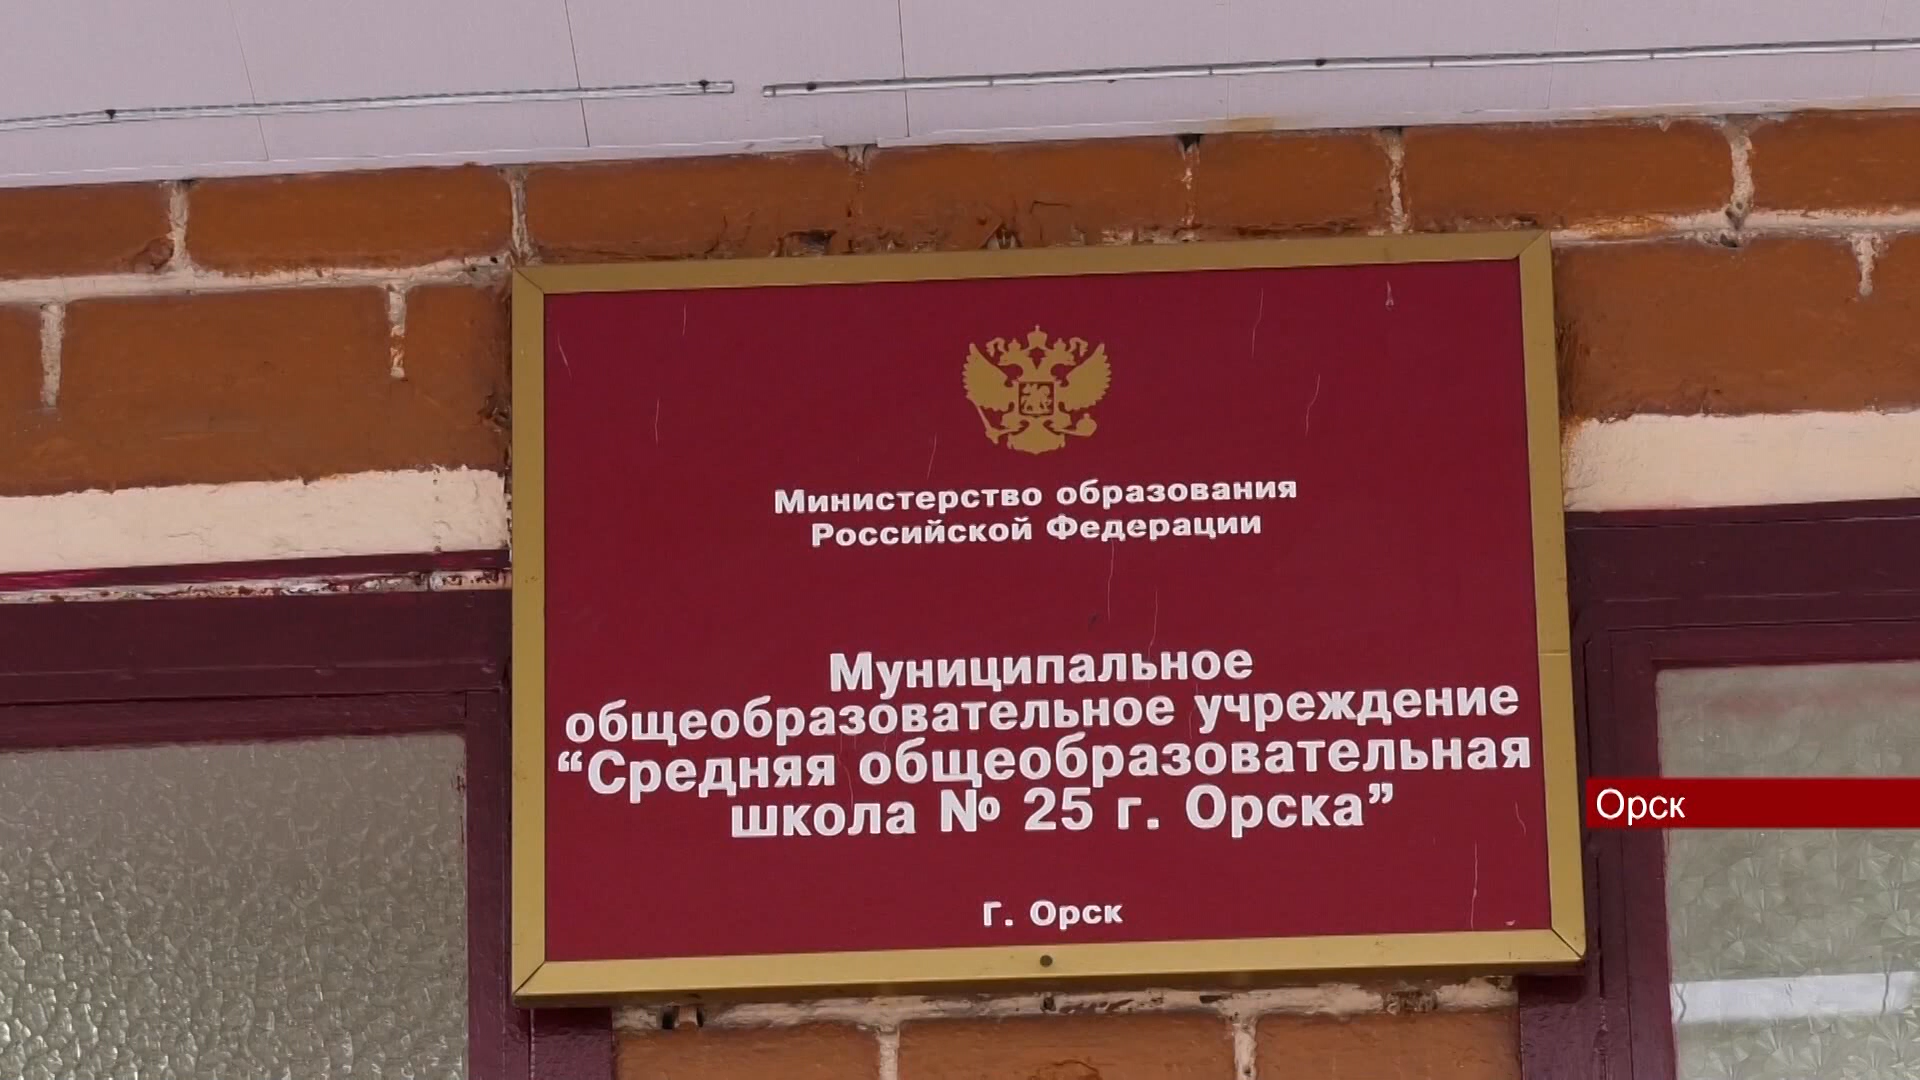 Министерство образования
Российской Федерации
Муниципальное
общеобразовательное учреждение
“Средняя общеобразовательная
школа № 25 г. Орска”
Г. Орск
Орск